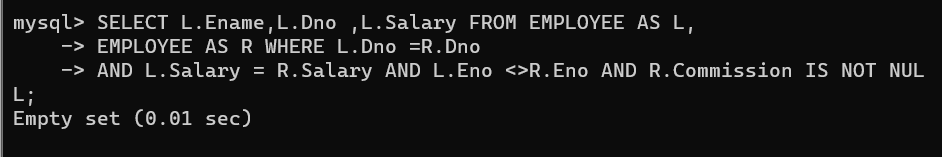 mysql> SELECT L.Ename,L.Dno ,L.Salary FROM EMPLOYEE AS L,
    -> EMPLOYEE AS R WHERE L.Dno =R.Dno
    -> AND L.Salary = R.Salary AND L.Eno <>R.Eno AND R.Commission IS NOT NUL
L;
Empty set (0.01 sec)